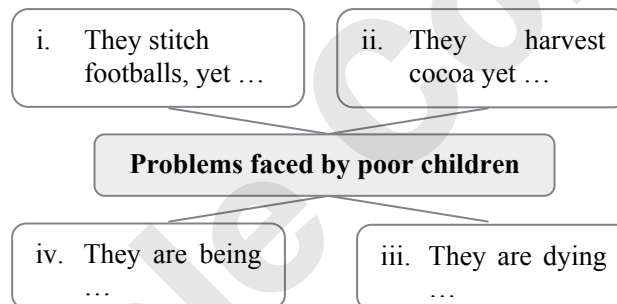 i. They stitch
footballs, yet …
ii. They harvest
cocoa yet …
Problems faced by poor children
iv. They are being
…
iii. They are dying
…